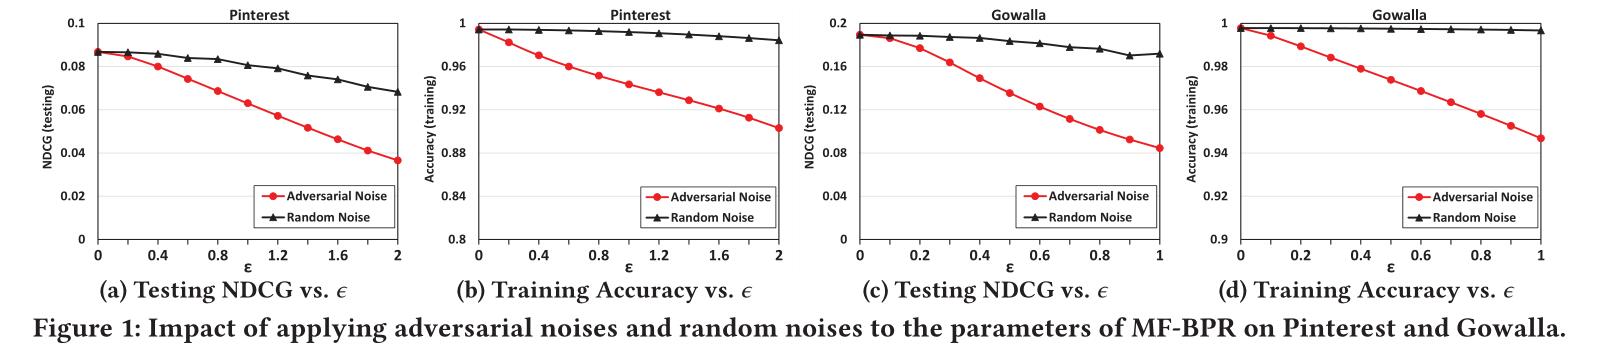 Pinterest
0.1
0.08
0.06
0.04
0.02
0
NDCG (testing)
Adversarial Noise
Random Noise
0 0.4 0.8 1.2 1.6 2
ε
(a) Testing NDCG vs. ϵ
Pinterest
1
0.96
0.92
0.88
0.84
0.8
Accuracy (training)
Adversarial Noise
Random Noise
0 0.4 0.8 1.2 1.6 2
ε
(b) Training Accuracy vs. ϵ
Gowalla
0.2
0.16
0.12
0.08
0.04
0
NDCG (testing)
Adversarial Noise
Random Noise
0 0.2 0.4 0.6 0.8 1
ε
(c) Testing NDCG vs. ϵ
Gowalla
1
0.98
0.96
0.94
0.92
0.9
Accuracy (training)
Adversarial Noise
Random Noise
0 0.2 0.4 0.6 0.8 1
ε
(d) Training Accuracy vs. ϵ
Figure 1: Impact of applying adversarial noises and random noises to the parameters of MF-BPR on Pinterest and Gowalla.